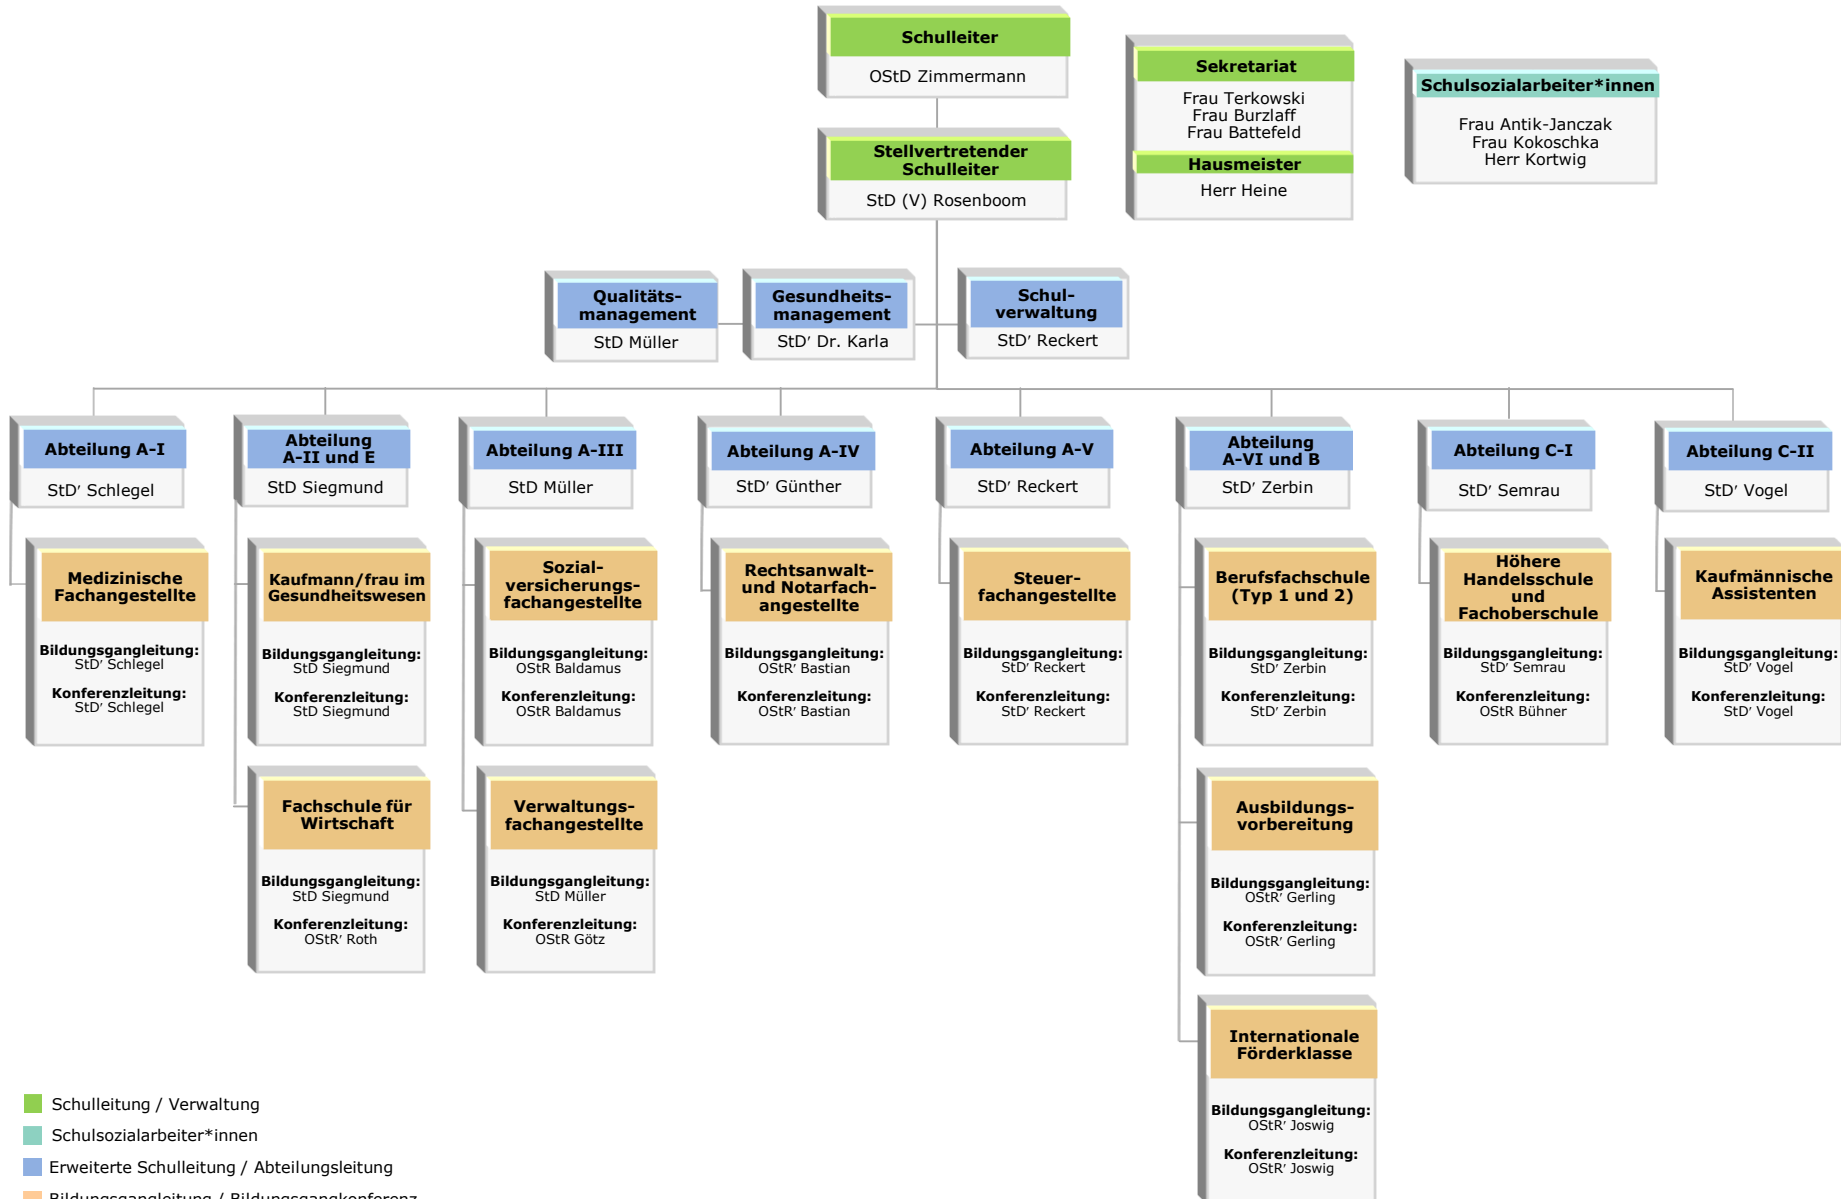 Schulleiter
OStD Zimmermann
Stellvertretender
Schulleiter
StD (V) Rosenboom
Sekretariat
Frau Terkowski
Frau Burzlaff
Frau Battefeld
Hausmeister
Herr Heine
Schulsozialarbeiter*innen
Frau Antik-Janczak
Frau Kokoschka
Herr Kortwig
Qualitäts-
management
StD Müller
Gesundheits-
management
StD’ Dr. Karla
Schul-
verwaltung
StD’ Reckert
Abteilung A-I
StD’ Schlegel
Abteilung
A-II und E
StD Siegmund
Abteilung A-III
StD Müller
Abteilung A-IV
StD’ Günther
Abteilung A-V
StD’ Reckert
Abteilung
A-VI und B
StD’ Zerbin
Abteilung C-I
StD’ Semrau
Abteilung C-II
StD’ Vogel
Medizinische
Fachangestellte
Bildungsgangleitung:
StD’ Schlegel
Konferenzleitung:
StD’ Schlegel
Kaufmann/frau im
Gesundheitswesen
Bildungsgangleitung:
StD Siegmund
Konferenzleitung:
StD Siegmund
Sozial-
versicherungs-
fachangestellte
Bildungsgangleitung:
OStR Baldamus
Konferenzleitung:
OStR Baldamus
Rechtsanwalt-
und Notarfach-
angestellte
Bildungsgangleitung:
OStR’ Bastian
Konferenzleitung:
OStR’ Bastian
Steuer-
fachangestellte
Bildungsgangleitung:
StD’ Reckert
Konferenzleitung:
StD’ Reckert
Berufsfachschule
(Typ 1 und 2)
Bildungsgangleitung:
StD’ Zerbin
Konferenzleitung:
StD’ Zerbin
Höhere
Handelsschule
und
Fachoberschule
Bildungsgangleitung:
StD’ Semrau
Konferenzleitung:
OStR Bühner
Kaufmännische
Assistenten
Bildungsgangleitung:
StD’ Vogel
Konferenzleitung:
StD’ Vogel
Fachschule für
Wirtschaft
Bildungsgangleitung:
StD Siegmund
Konferenzleitung:
OStR’ Roth
Verwaltungs-
fachangestellte
Bildungsgangleitung:
StD Müller
Konferenzleitung:
OStR Götz
Ausbildungs-
vorbereitung
Bildungsgangleitung:
OStR’ Gerling
Konferenzleitung:
OStR’ Gerling
Internationale
Förderklasse
Bildungsgangleitung:
OStR’ Joswig
Konferenzleitung:
OStR’ Joswig
Schulleitung / Verwaltung
Schulsozialarbeiter*innen
Erweiterte Schulleitung / Abteilungsleitung
Bildungsgangleitung / Bildungsgangkonferenz